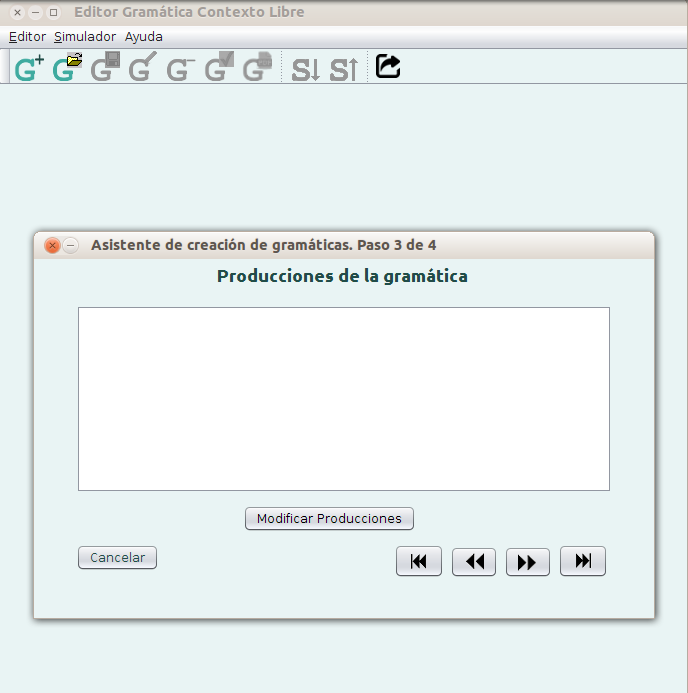 Editor Gramática Contexto Libre
Editor Simulador Ayuda
G+ G G G G− G G S↓ S↑
Asistente de creación de gramáticas. Paso 3 de 4
Producciones de la gramática
Modificar Producciones
Cancelar